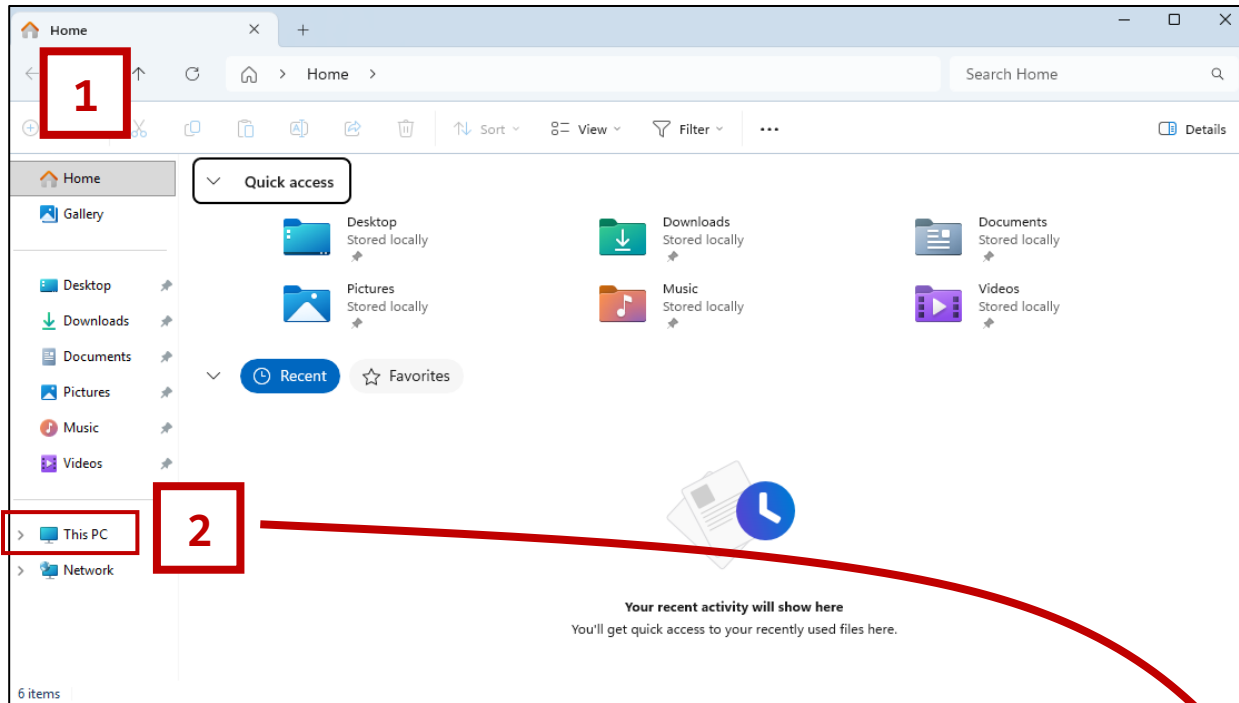 Home
1
Home
Search Home
Sort
View
Filter
Details
Home
Gallery
Desktop
Downloads
Documents
Pictures
Music
Videos
This PC
Network
2
Quick access
Desktop
Stored locally
Downloads
Stored locally
Documents
Stored locally
Pictures
Stored locally
Music
Stored locally
Videos
Stored locally
Recent
Favorites
Your recent activity will show here
You'll get quick access to your recently used files here.
6 items